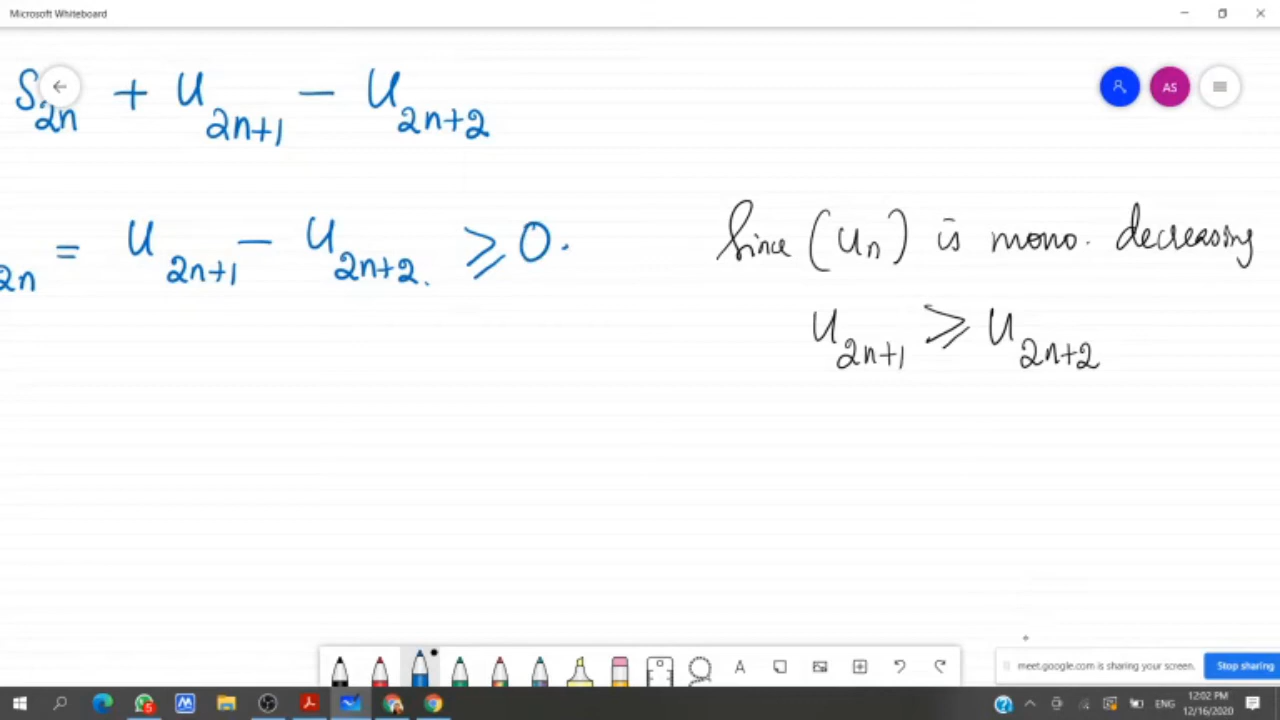 Microsoft Whiteboard
S2n + U2n+1 − U2n+2
AS
2n = U2n+1 − U2n+2. ≥ 0.
Since (Un) is mono. decreasing
U2n+1 ≥ U2n+2
A
meet.google.com is sharing your screen.
Stop sharing
5
ENG
12:02 PM
12/16/2020